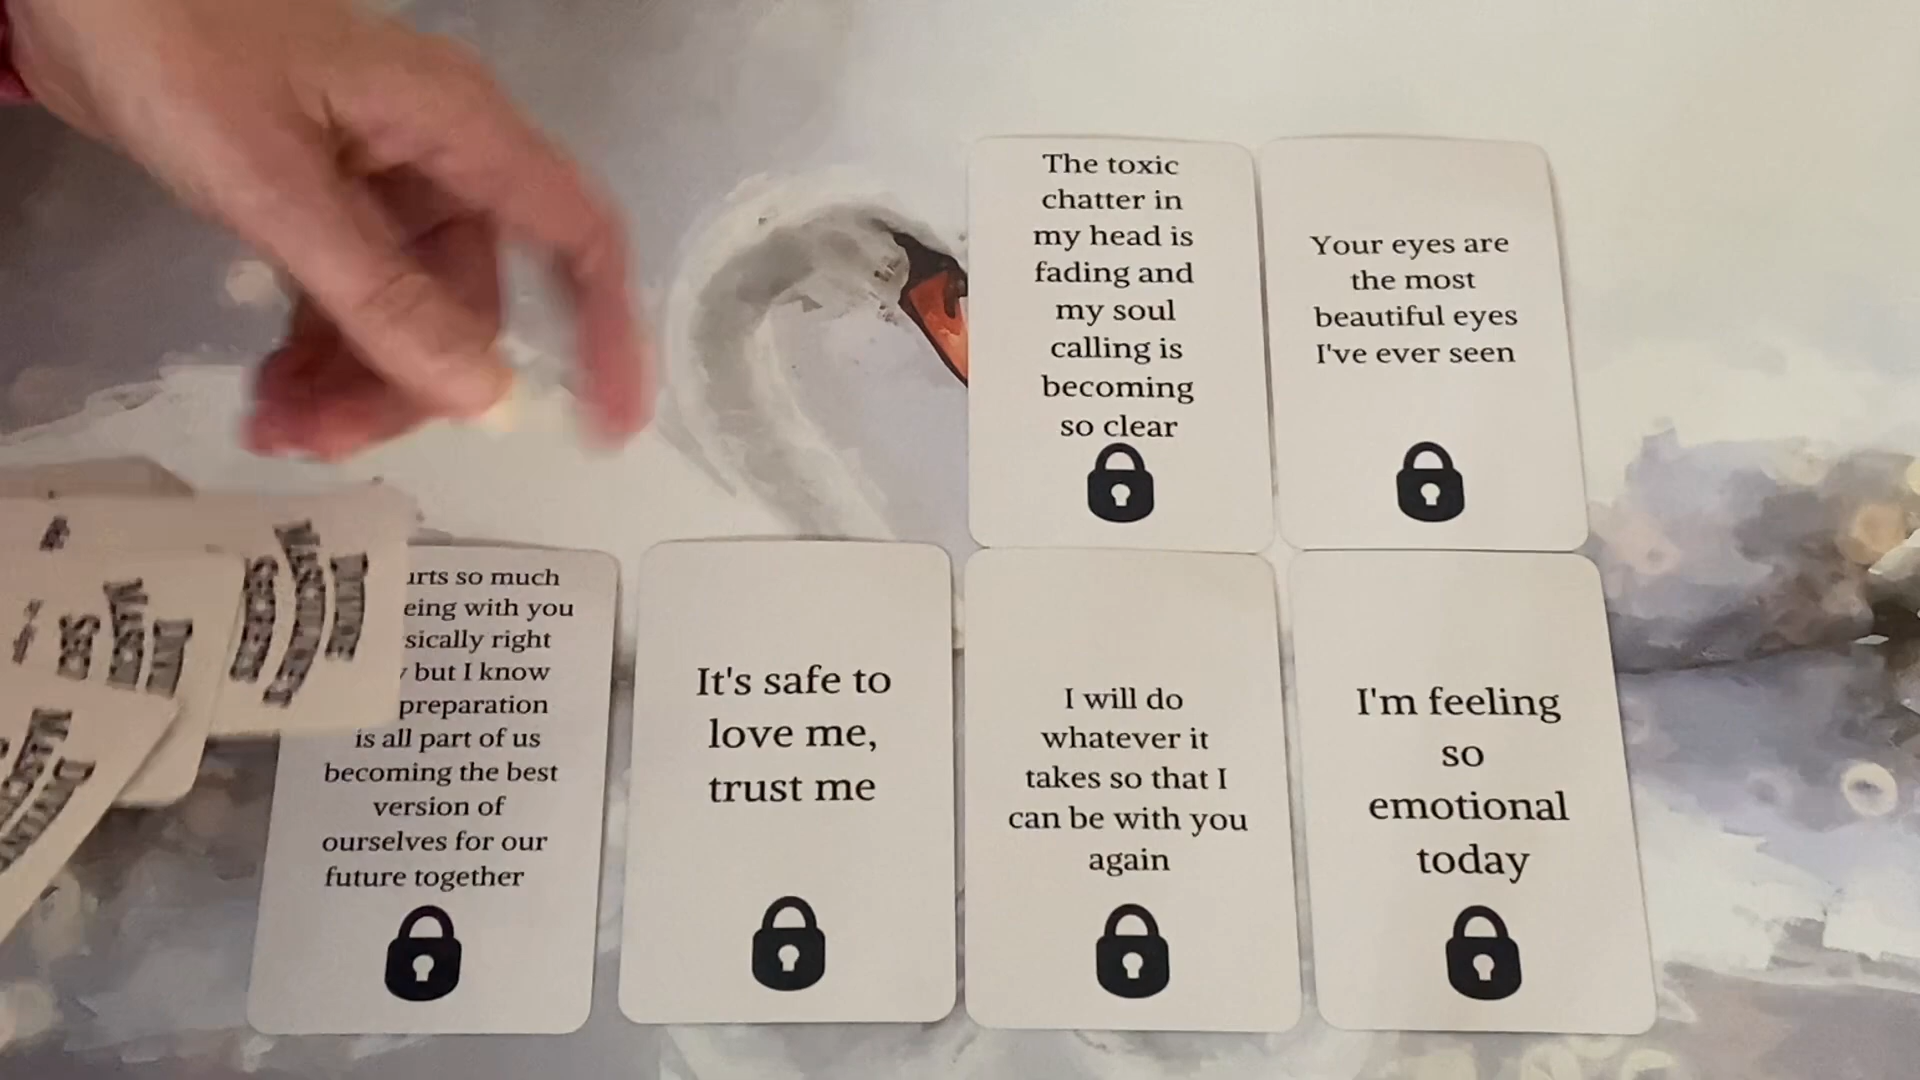 The toxic
chatter in
my head is
fading and
my soul
calling is
becoming
so clear
Your eyes are
the most
beautiful eyes
I've ever seen
so much
with you
right
but I know
preparation
is all part of us
becoming the best
version of
ourselves for our
future together
It's safe to
love me,
trust me
I will do
whatever it
takes so that I
can be with you
again
I'm feeling
so
emotional
today